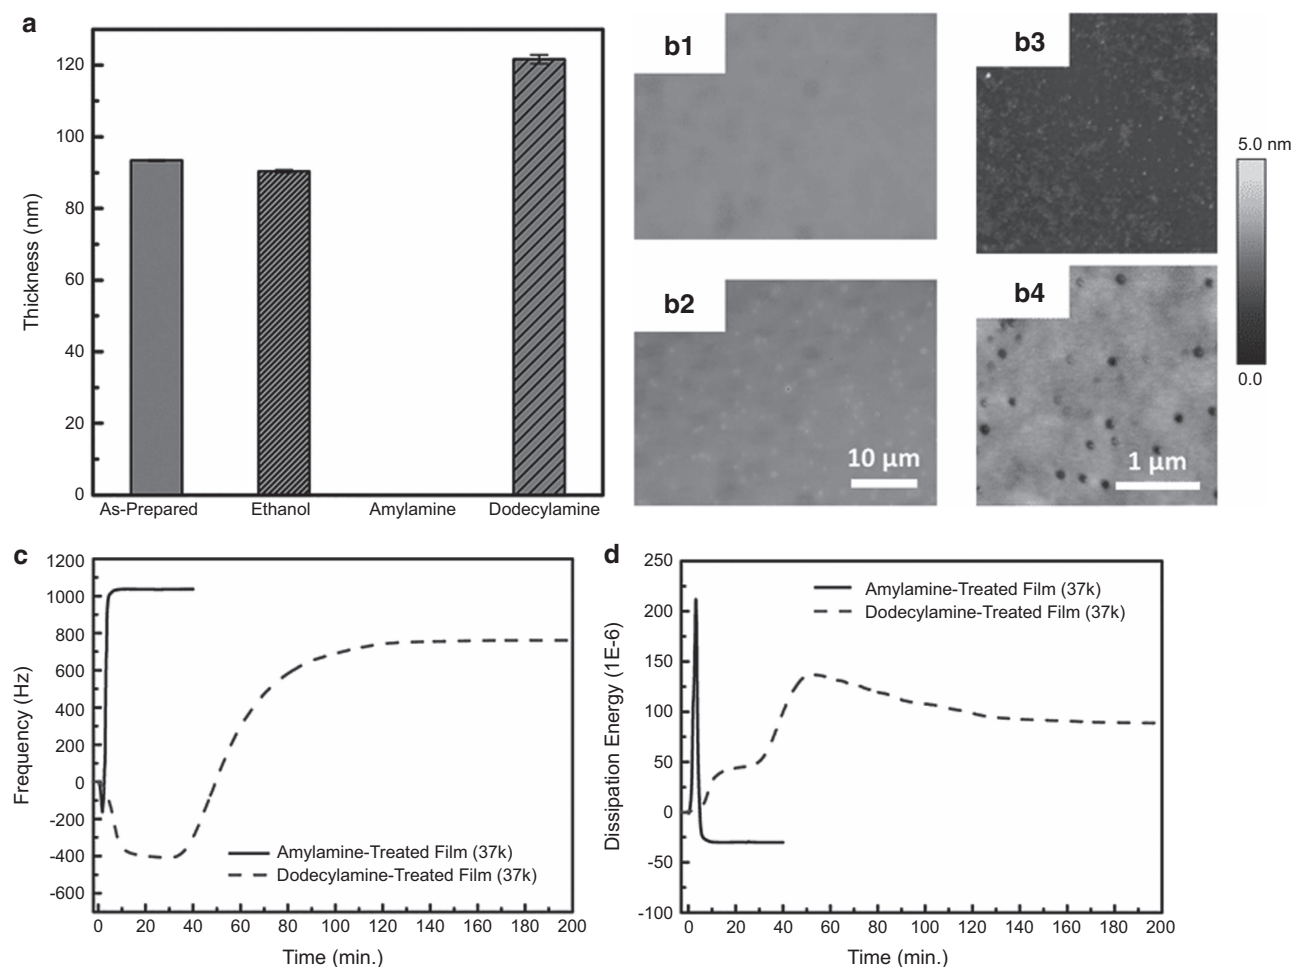 a
Thickness (nm)
120
100
80
60
40
20
0
As-Prepared Ethanol Amylamine Dodecylamine
b1
b2
10 μm
b3
b4
1 μm
5.0 nm
0.0
c
Frequency (Hz)
1200
1000
800
600
400
200
0
-200
-400
-600
Amylamine-Treated Film (37k)
Dodecylamine-Treated Film (37k)
0 20 40 60 80 100 120 140 160 180 200
Time (min.)
d
Dissipation Energy (1E-6)
250
200
150
100
50
0
-50
-100
Amylamine-Treated Film (37k)
Dodecylamine-Treated Film (37k)
0 20 40 60 80 100 120 140 160 180 200
Time (min.)